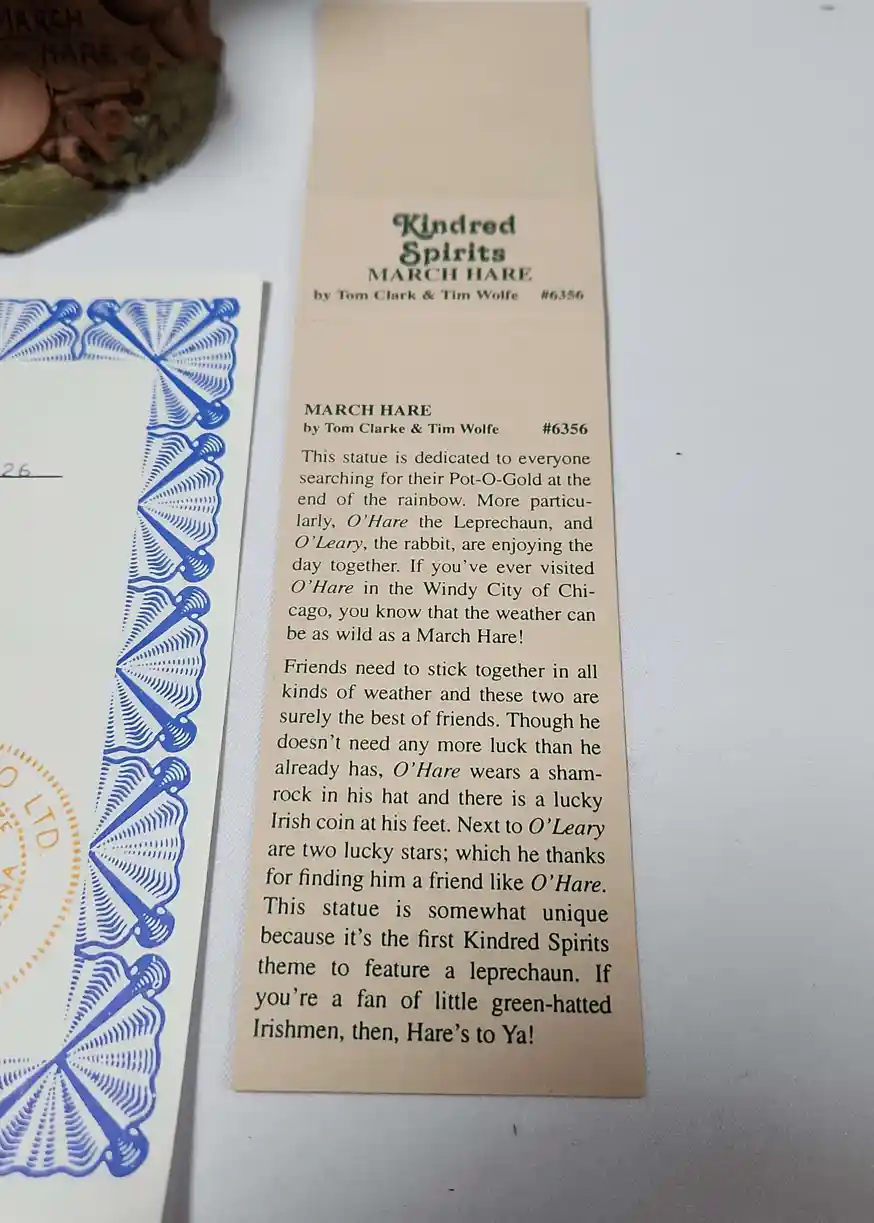 MARCH
HARE
26
O LTD.
Kindred
Spirits
MARCH HARE
by Tom Clark & Tim Wolfe #6356
MARCH HARE
by Tom Clarke & Tim Wolfe #6356
This statue is dedicated to everyone
searching for their Pot-O-Gold at the
end of the rainbow. More particu-
larly, O'Hare the Leprechaun, and
O'Leary, the rabbit, are enjoying the
day together. If you've ever visited
O'Hare in the Windy City of Chi-
cago, you know that the weather can
be as wild as a March Hare!
Friends need to stick together in all
kinds of weather and these two are
surely the best of friends. Though he
doesn't need any more luck than he
already has, O'Hare wears a sham-
rock in his hat and there is a lucky
Irish coin at his feet. Next to O'Leary
are two lucky stars; which he thanks
for finding him a friend like O'Hare.
This statue is somewhat unique
because it's the first Kindred Spirits
theme to feature a leprechaun. If
you're a fan of little green-hatted
Irishmen, then, Hare's to Ya!